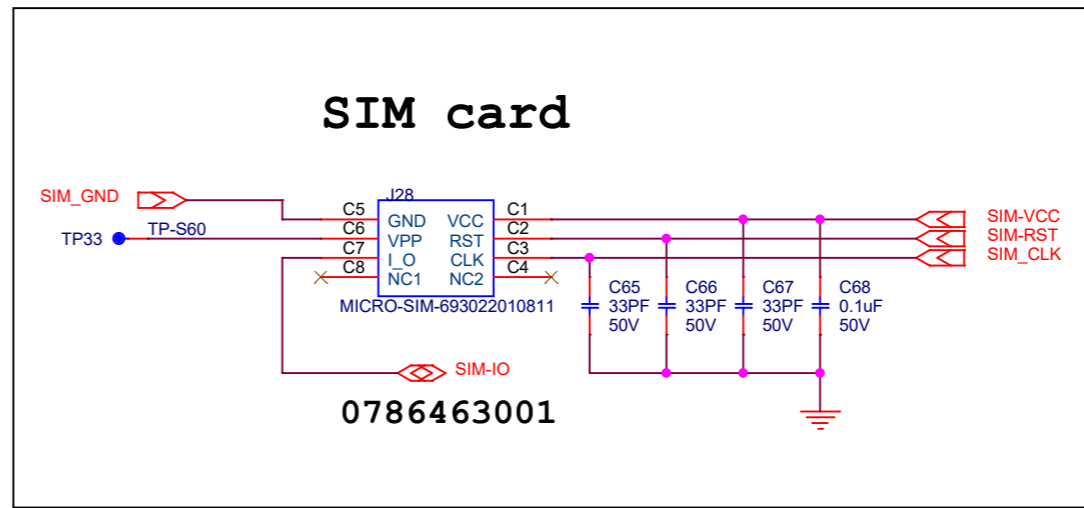 SIM card
J28
SIM_GND
C5 GND VCC C1 SIM-VCC
TP33 TP-S60 C6 VPP RST C2 SIM-RST
C7 I_O CLK C3 SIM_CLK
C8 NC1 NC2 C4
MICRO-SIM-693022010811
C65 C66 C67 C68
33PF 33PF 33PF 0.1uF
50V 50V 50V 50V
SIM-IO
0786463001